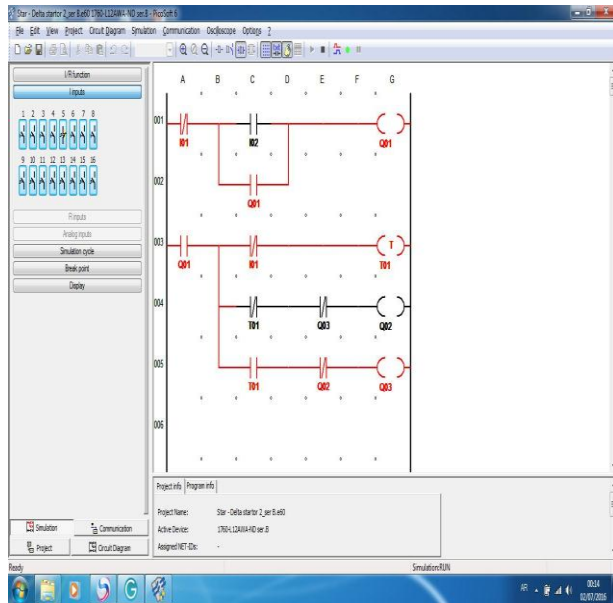 Star - Delta startor 2_ser B.e60 1760-L12AWA-ND ser.B - PicoSoft 6
File Edit View Project Circuit Diagram Simulation Communication Oscilloscope Options ?
I/R function
I inputs
1 2 3 4 5 6 7 8
9 10 11 12 13 14 15 16
R inputs
Analog inputs
Simulation cycle
Break point
Display
A B C D E F G
001
I01 I02 Q01
002
Q01
003
T
Q01 I01 T01
004
T01 Q03 Q02
005
T01 Q02 Q03
006
Project info Program info
Project Name: Star - Delta startor 2_ser B.e60
Active Device: 1760-L12AWA-ND ser.B
Assigned NET-IDs: -
Simulation Communication
Project Circuit Diagram
Ready Simulation:RUN
AR 00:14
02/07/2016